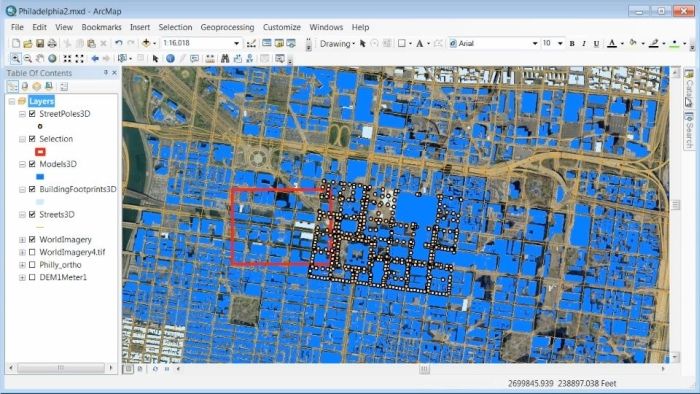 Philadelphia2.mxd - ArcMap
File Edit View Bookmarks Insert Selection Geoprocessing Customize Windows Help
1:16,018
Drawing
Arial
10
B I U A
Table Of Contents
Layers
StreetPoles3D
Selection
Models3D
BuildingFootprints3D
Streets3D
WorldImagery
WorldImagery4.tif
Philly_ortho
DEM1Meter1
Search
2699845.939 238897.038 Feet